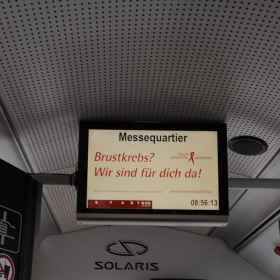 Messequartier
Brustkrebs?
Wir sind für dich da!
08:56:13
SOLARIS